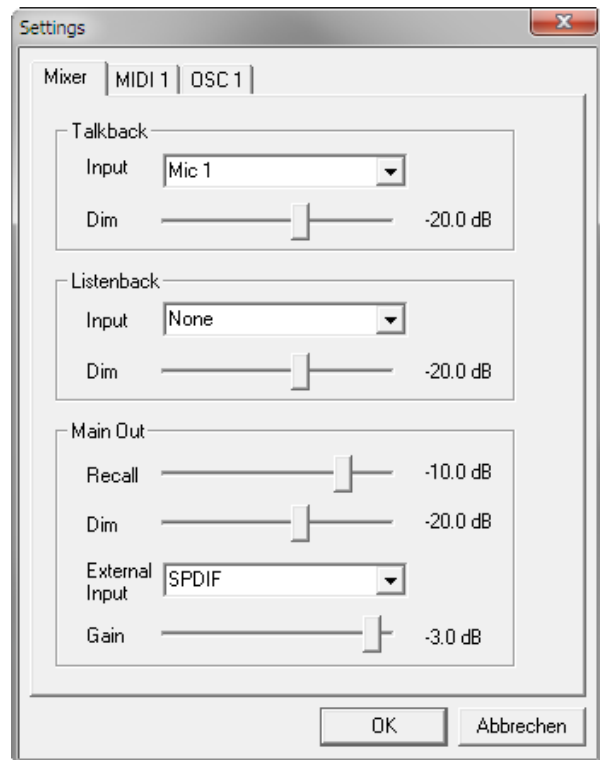 Settings
Mixer MIDI 1 OSC 1
Talkback
Input Mic 1
Dim -20.0 dB
Listenback
Input None
Dim -20.0 dB
Main Out
Recall -10.0 dB
Dim -20.0 dB
External
Input SPDIF
Gain -3.0 dB
OK Abbrechen